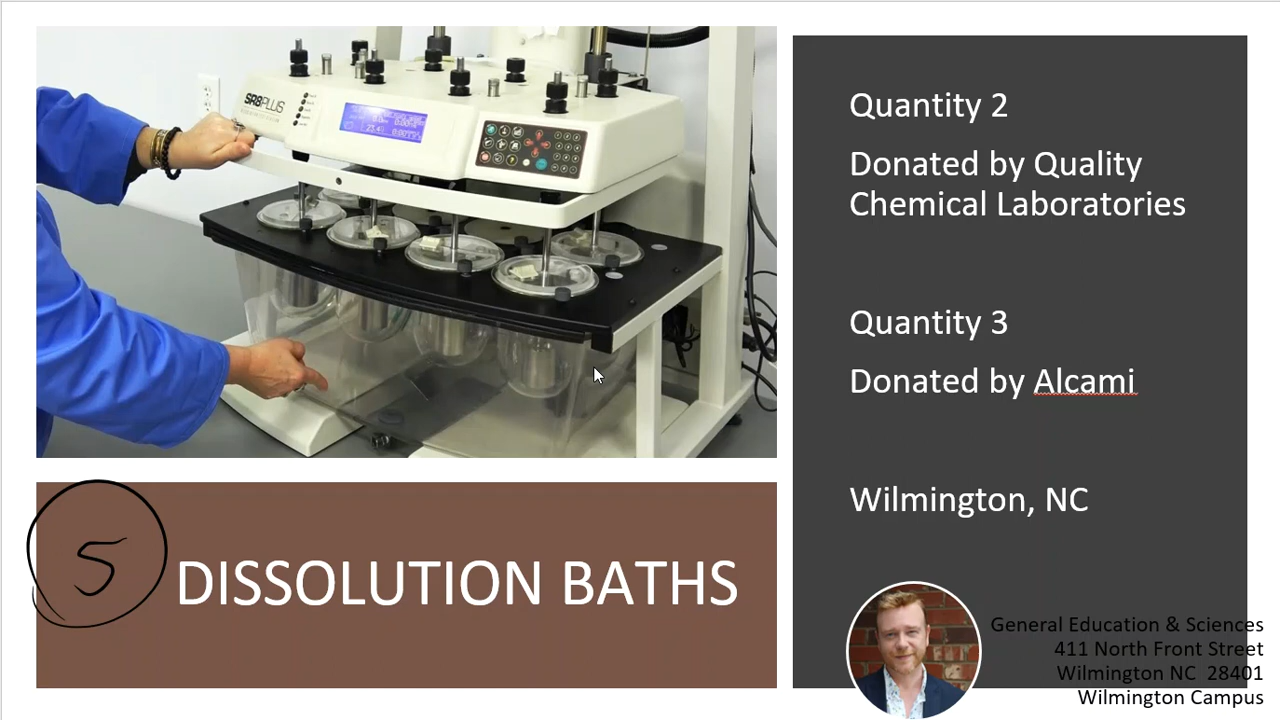 SR8PLUS
Quantity 2
Donated by Quality
Chemical Laboratories
Quantity 3
Donated by Alcami
Wilmington, NC
5
DISSOLUTION BATHS
General Education & Sciences
411 North Front Street
Wilmington NC  28401
Wilmington Campus